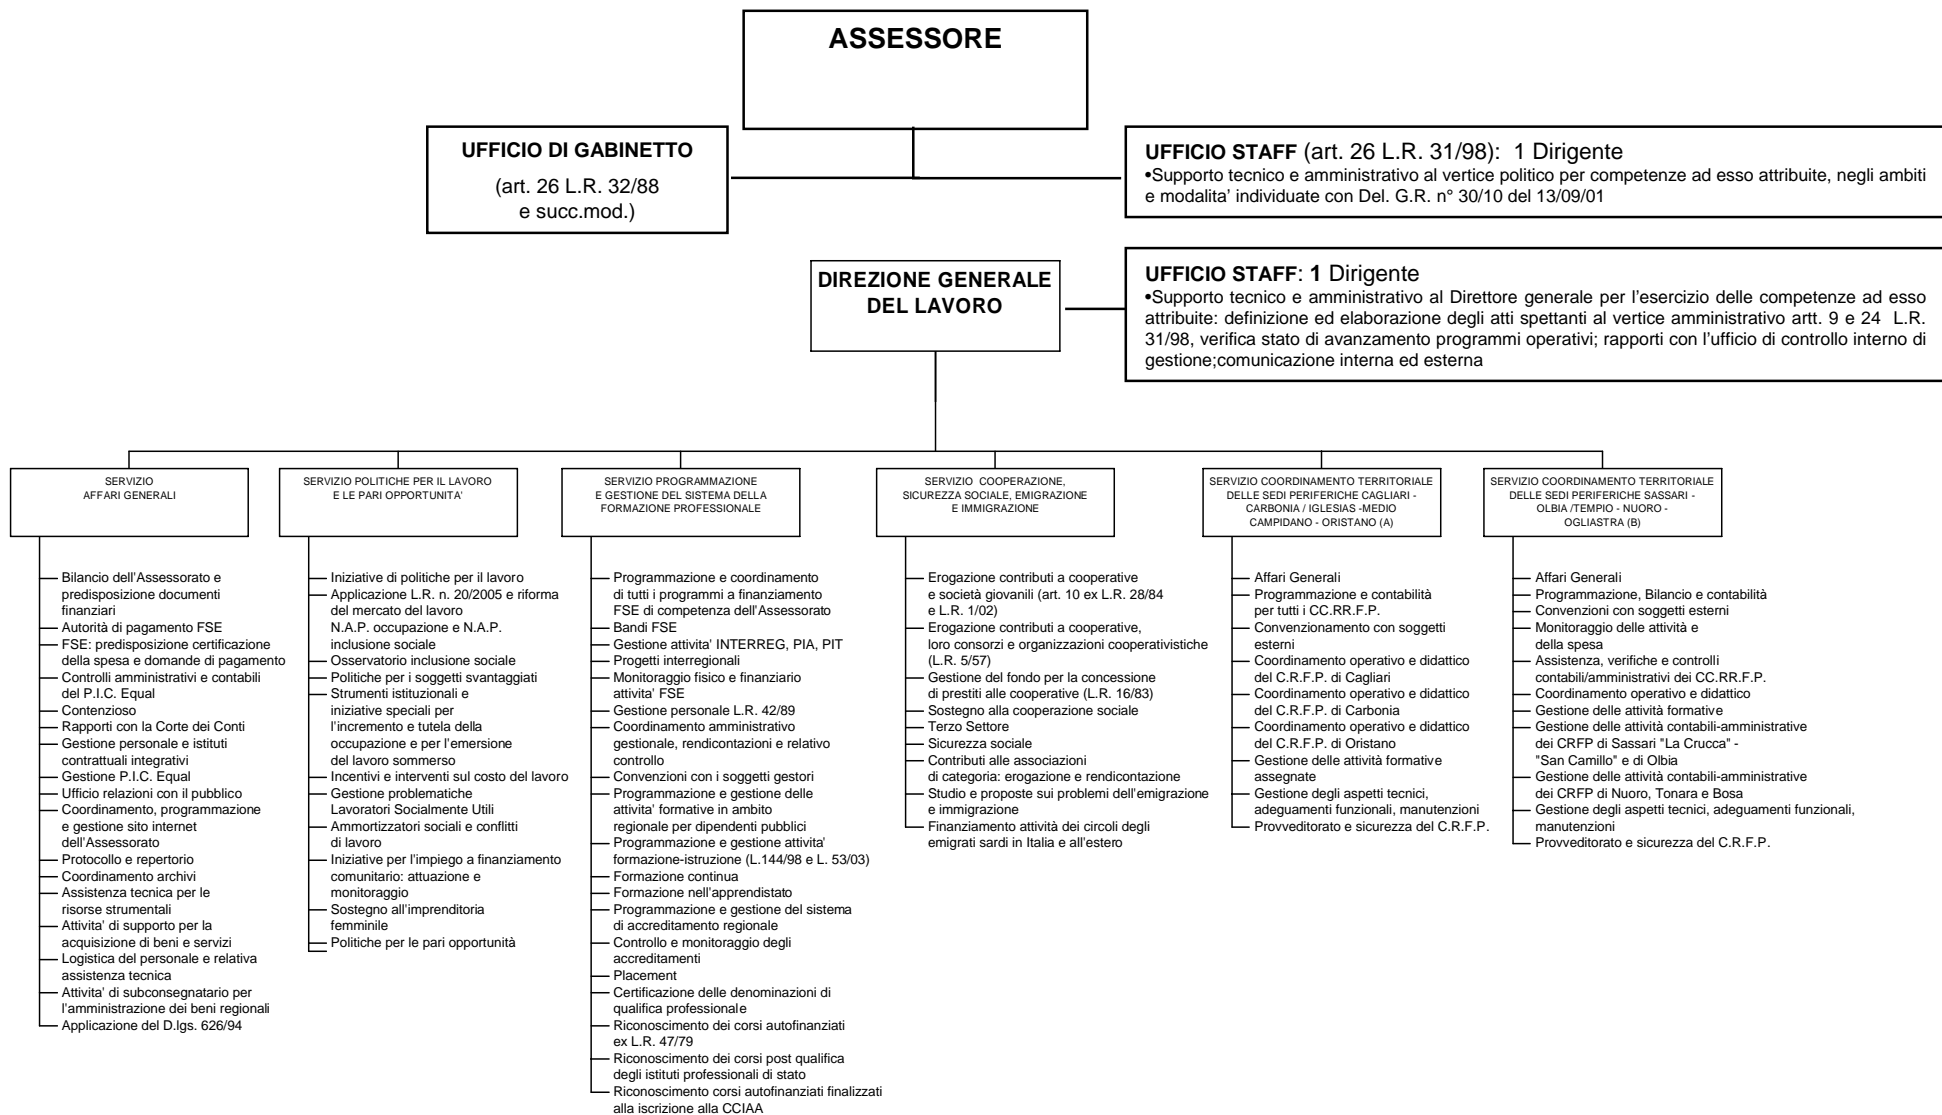 ASSESSORE
UFFICIO DI GABINETTO
(art. 26 L.R. 32/88
e succ.mod.)
UFFICIO STAFF (art. 26 L.R. 31/98): 1 Dirigente
•Supporto tecnico e amministrativo al vertice politico per competenze ad esso attribuite, negli ambiti
e modalita’ individuate con Del. G.R. n° 30/10 del 13/09/01
DIREZIONE GENERALE
DEL LAVORO
UFFICIO STAFF: 1 Dirigente
•Supporto tecnico e amministrativo al Direttore generale per l’esercizio delle competenze ad esso
attribuite: definizione ed elaborazione degli atti spettanti al vertice amministrativo artt. 9 e 24 L.R.
31/98, verifica stato di avanzamento programmi operativi; rapporti con l’ufficio di controllo interno di
gestione;comunicazione interna ed esterna
SERVIZIO
AFFARI GENERALI
Bilancio dell'Assessorato e
predisposizione documenti
finanziari
Autorità di pagamento FSE
FSE: predisposizione certificazione
della spesa e domande di pagamento
Controlli amministrativi e contabili
del P.I.C. Equal
Contenzioso
Rapporti con la Corte dei Conti
Gestione personale e istituti
contrattuali integrativi
Gestione P.I.C. Equal
Ufficio relazioni con il pubblico
Coordinamento, programmazione
e gestione sito internet
dell'Assessorato
Protocollo e repertorio
Coordinamento archivi
Assistenza tecnica per le
risorse strumentali
Attivita' di supporto per la
acquisizione di beni e servizi
Logistica del personale e relativa
assistenza tecnica
Attivita' di subconsegnatario per
l'amministrazione dei beni regionali
Applicazione del D.lgs. 626/94
SERVIZIO POLITICHE PER IL LAVORO
E LE PARI OPPORTUNITA'
Iniziative di politiche per il lavoro
Applicazione L.R. n. 20/2005 e riforma
del mercato del lavoro
N.A.P. occupazione e N.A.P.
inclusione sociale
Osservatorio inclusione sociale
Politiche per i soggetti svantaggiati
Strumenti istituzionali e
iniziative speciali per
l'incremento e tutela della
occupazione e per l'emersione
del lavoro sommerso
Incentivi e interventi sul costo del lavoro
Gestione problematiche
Lavoratori Socialmente Utili
Ammortizzatori sociali e conflitti
di lavoro
Iniziative per l'impiego a finanziamento
comunitario: attuazione e
monitoraggio
Sostegno all'imprenditoria
femminile
Politiche per le pari opportunità
SERVIZIO PROGRAMMAZIONE
E GESTIONE DEL SISTEMA DELLA
FORMAZIONE PROFESSIONALE
Programmazione e coordinamento
di tutti i programmi a finanziamento
FSE di competenza dell'Assessorato
Bandi FSE
Gestione attivita' INTERREG, PIA, PIT
Progetti interregionali
Monitoraggio fisico e finanziario
attivita' FSE
Gestione personale L.R. 42/89
Coordinamento amministrativo
gestionale, rendicontazioni e relativo
controllo
Convenzioni con i soggetti gestori
Programmazione e gestione delle
attivita' formative in ambito
regionale per dipendenti pubblici
Programmazione e gestione attivita'
formazione-istruzione (L.144/98 e L. 53/03)
Formazione continua
Formazione nell'apprendistato
Programmazione e gestione del sistema
di accreditamento regionale
Controllo e monitoraggio degli
accreditamenti
Placement
Certificazione delle denominazioni di
qualifica professionale
Riconoscimento dei corsi autofinanziati
ex L.R. 47/79
Riconoscimento dei corsi post qualifica
degli istituti professionali di stato
Riconoscimento corsi autofinanziati finalizzati
alla iscrizione alla CCIAA
SERVIZIO COOPERAZIONE,
SICUREZZA SOCIALE, EMIGRAZIONE
E IMMIGRAZIONE
Erogazione contributi a cooperative
e società giovanili (art. 10 ex L.R. 28/84
e L.R. 1/02)
Erogazione contributi a cooperative,
loro consorzi e organizzazioni cooperativistiche
(L.R. 5/57)
Gestione del fondo per la concessione
di prestiti alle cooperative (L.R. 16/83)
Sostegno alla cooperazione sociale
Terzo Settore
Sicurezza sociale
Contributi alle associazioni
di categoria: erogazione e rendicontazione
Studio e proposte sui problemi dell'emigrazione
e immigrazione
Finanziamento attività dei circoli degli
emigrati sardi in Italia e all'estero
SERVIZIO COORDINAMENTO TERRITORIALE
DELLE SEDI PERIFERICHE CAGLIARI -
CARBONIA / IGLESIAS -MEDIO
CAMPIDANO - ORISTANO (A)
Affari Generali
Programmazione e contabilità
per tutti i CC.RR.F.P.
Convenzionamento con soggetti
esterni
Coordinamento operativo e didattico
del C.R.F.P. di Cagliari
Coordinamento operativo e didattico
del C.R.F.P. di Carbonia
Coordinamento operativo e didattico
del C.R.F.P. di Oristano
Gestione delle attività formative
assegnate
Gestione degli aspetti tecnici,
adeguamenti funzionali, manutenzioni
Provveditorato e sicurezza del C.R.F.P.
SERVIZIO COORDINAMENTO TERRITORIALE
DELLE SEDI PERIFERICHE SASSARI -
OLBIA /TEMPIO - NUORO -
OGLIASTRA (B)
Affari Generali
Programmazione, Bilancio e contabilità
Convenzioni con soggetti esterni
Monitoraggio delle attività e
della spesa
Assistenza, verifiche e controlli
contabili/amministrativi dei CC.RR.F.P.
Coordinamento operativo e didattico
Gestione delle attività formative
Gestione delle attività contabili-amministrative
dei CRFP di Sassari "La Crucca" -
"San Camillo" e di Olbia
Gestione delle attività contabili-amministrative
dei CRFP di Nuoro, Tonara e Bosa
Gestione degli aspetti tecnici, adeguamenti funzionali,
manutenzioni
Provveditorato e sicurezza del C.R.F.P.